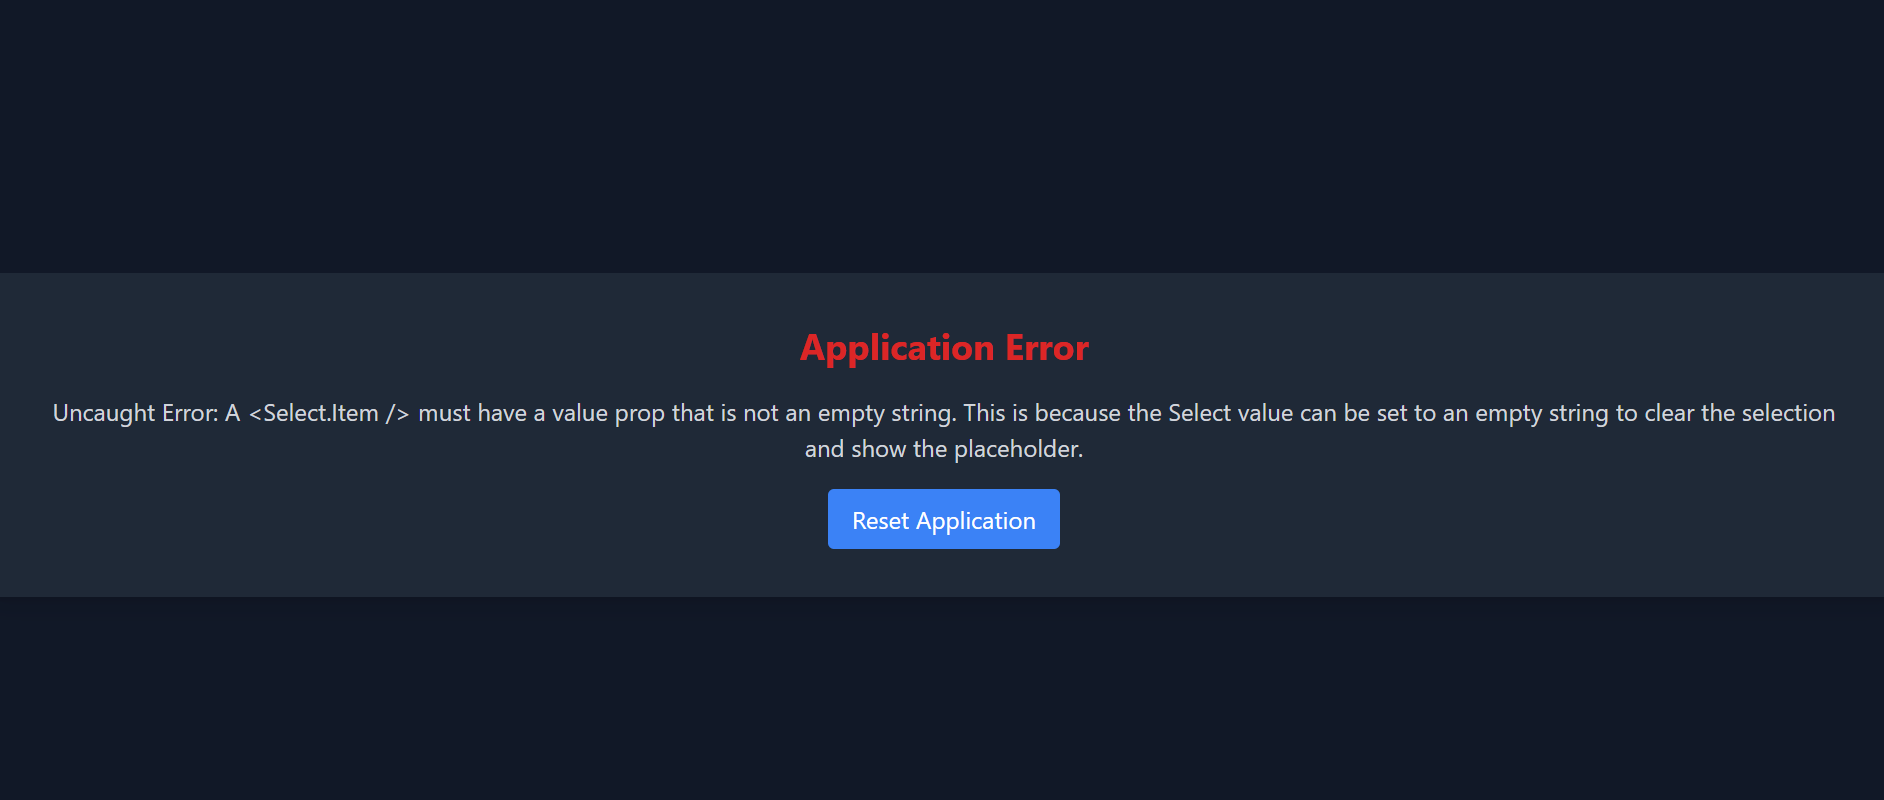 Application Error
Uncaught Error: A <Select.Item /> must have a value prop that is not an empty string. This is because the Select value can be set to an empty string to clear the selection
and show the placeholder.
Reset Application